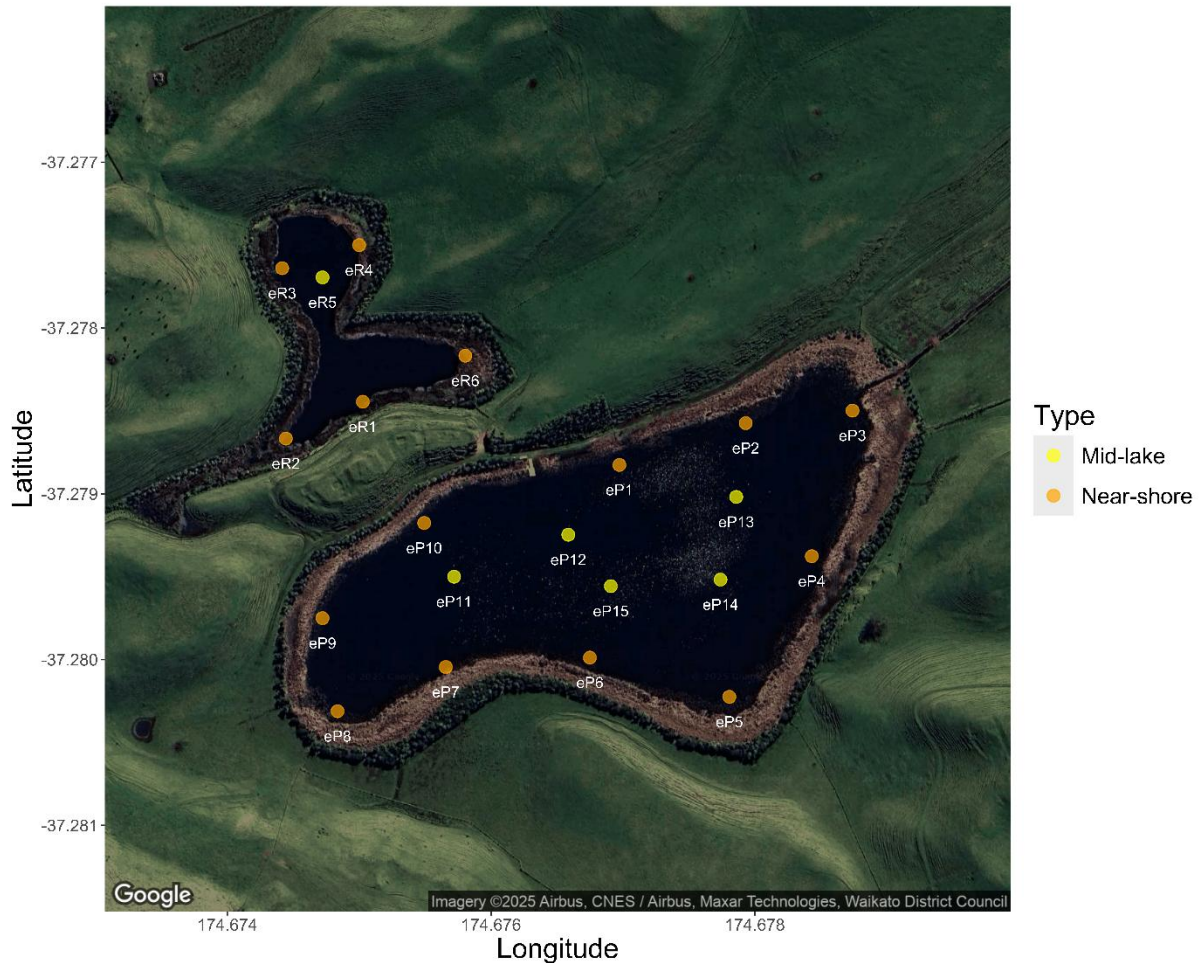 -37.277
-37.278
-37.279
-37.280
-37.281
Latitude
eR4
eR3
eR5
eR6
eR1
eR2
eP3
eP2
eP1
eP13
eP10
eP12
eP4
eP11
eP15
eP14
eP9
eP6
eP7
eP5
eP8
Type
Mid-lake
Near-shore
Google
Imagery ©2025 Airbus, CNES / Airbus, Maxar Technologies, Waikato District Council
174.674
174.676
174.678
Longitude